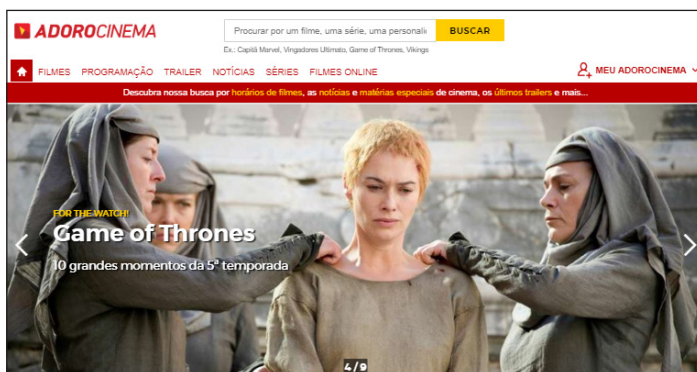 ADOROCINEMA
Procurar por um filme, uma série, uma personali
BUSCAR
Ex.: Capitã Marvel, Vingadores Ultimato, Game of Thrones, Vikings
FILMES PROGRAMAÇÃO TRAILER NOTÍCIAS SÉRIES FILMES ONLINE
MEU ADOROCINEMA
Descubra nossa busca por horários de filmes, as notícias e matérias especiais de cinema, os últimos trailers e mais...
FOR THE WATCH!
Game of Thrones
10 grandes momentos da 5ª temporada
4/9